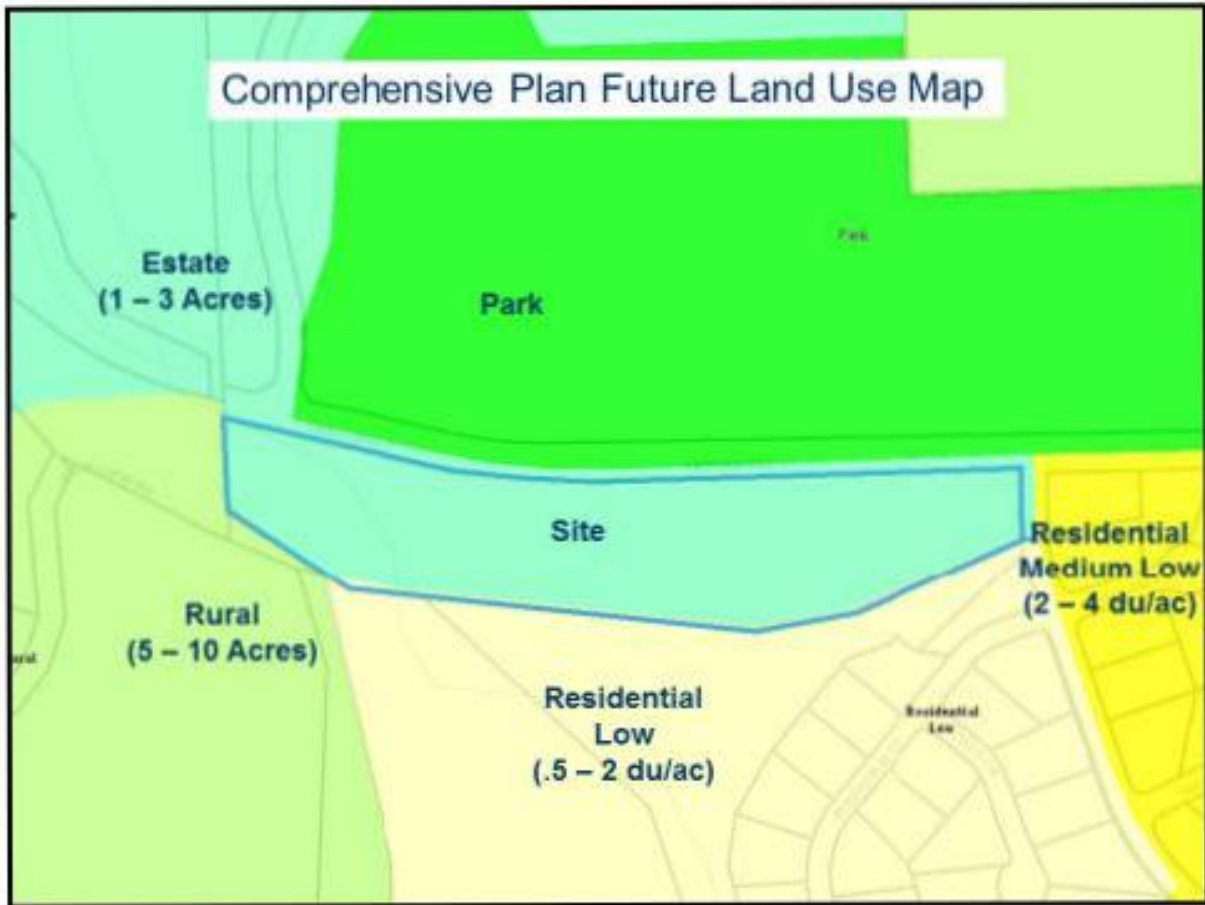 Comprehensive Plan Future Land Use Map
Park
Estate
(1 – 3 Acres)
Park
Site
Residential
Medium Low
(2 – 4 du/ac)
Rural
(5 – 10 Acres)
Residential
Low
(.5 – 2 du/ac)
Residential
Low